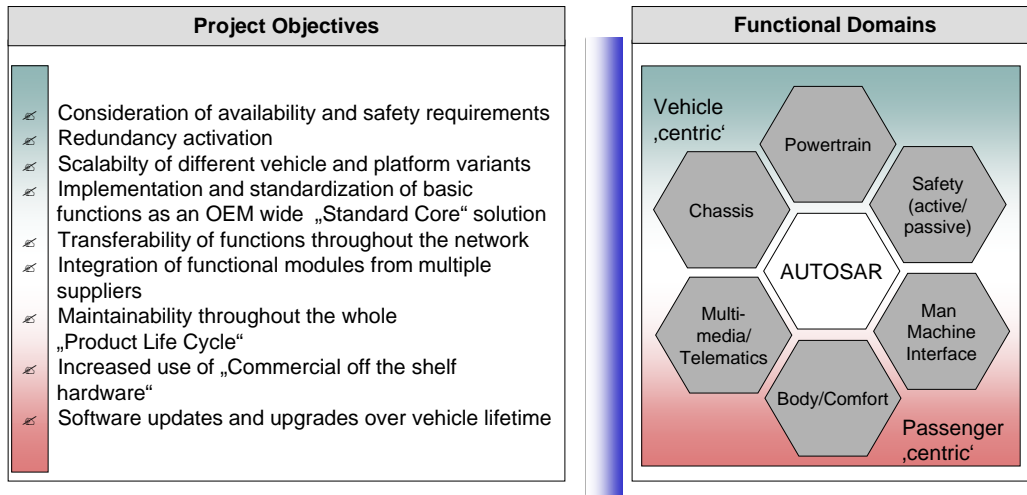 Project Objectives
Consideration of availability and safety requirements
Redundancy activation
Scalabilty of different vehicle and platform variants
Implementation and standardization of basic
functions as an OEM wide „Standard Core“ solution
Transferability of functions throughout the network
Integration of functional modules from multiple
suppliers
Maintainability throughout the whole
„Product Life Cycle“
Increased use of „Commercial off the shelf
hardware“
Software updates and upgrades over vehicle lifetime
Functional Domains
Vehicle
‚centric‘
Powertrain
Chassis
Safety
(active/
passive)
AUTOSAR
Multi-
media/
Telematics
Man
Machine
Interface
Body/Comfort
Passenger
‚centric‘